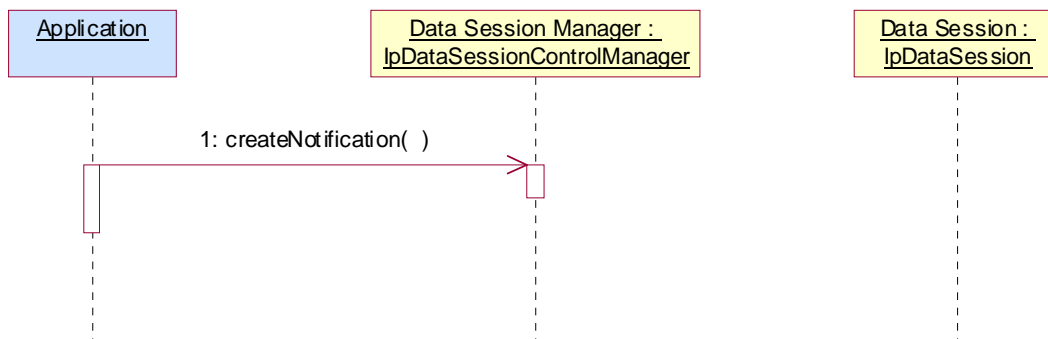 Application
Data Session Manager :
IpDataSessionControlManager
Data Session :
IpDataSession
1: createNotification( )